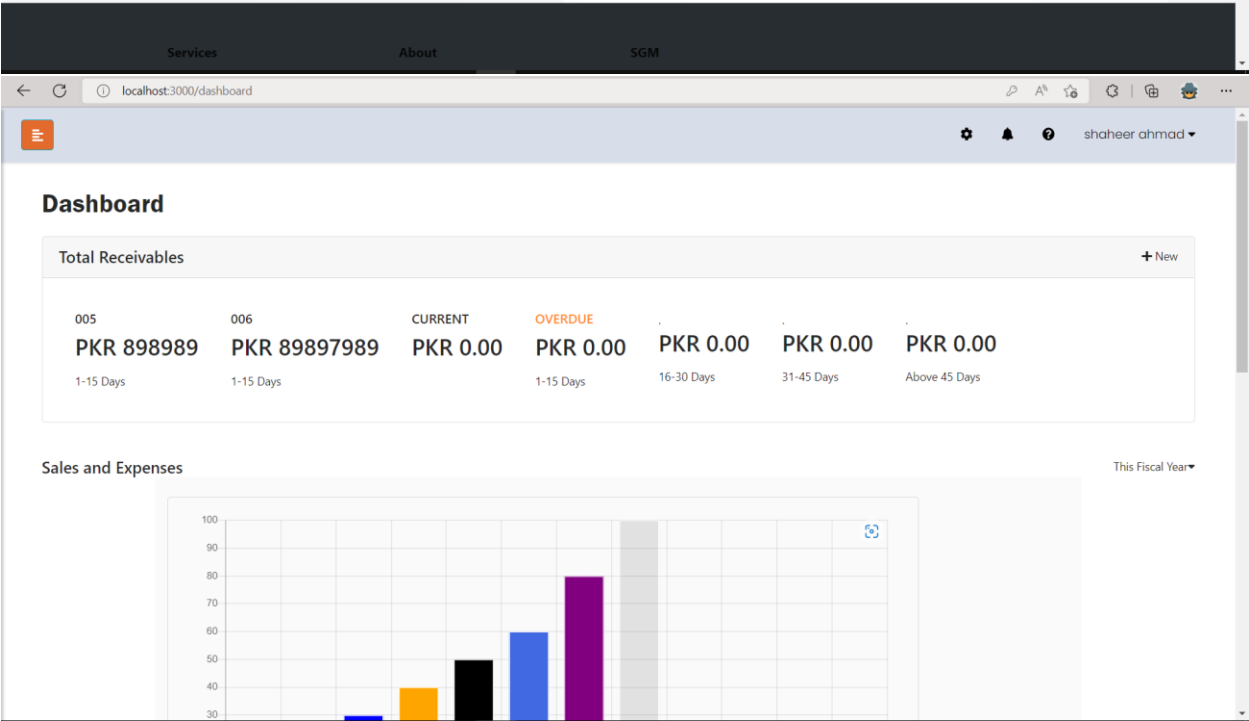 Services About SGM
localhost:3000/dashboard
shaheer ahmad
Dashboard
Total Receivables
New
005 006 CURRENT OVERDUE . . .
PKR 898989 PKR 89897989 PKR 0.00 PKR 0.00 PKR 0.00 PKR 0.00 PKR 0.00
1-15 Days 1-15 Days 1-15 Days 16-30 Days 31-45 Days Above 45 Days
Sales and Expenses
This Fiscal Year
100
90
80
70
60
50
40
30